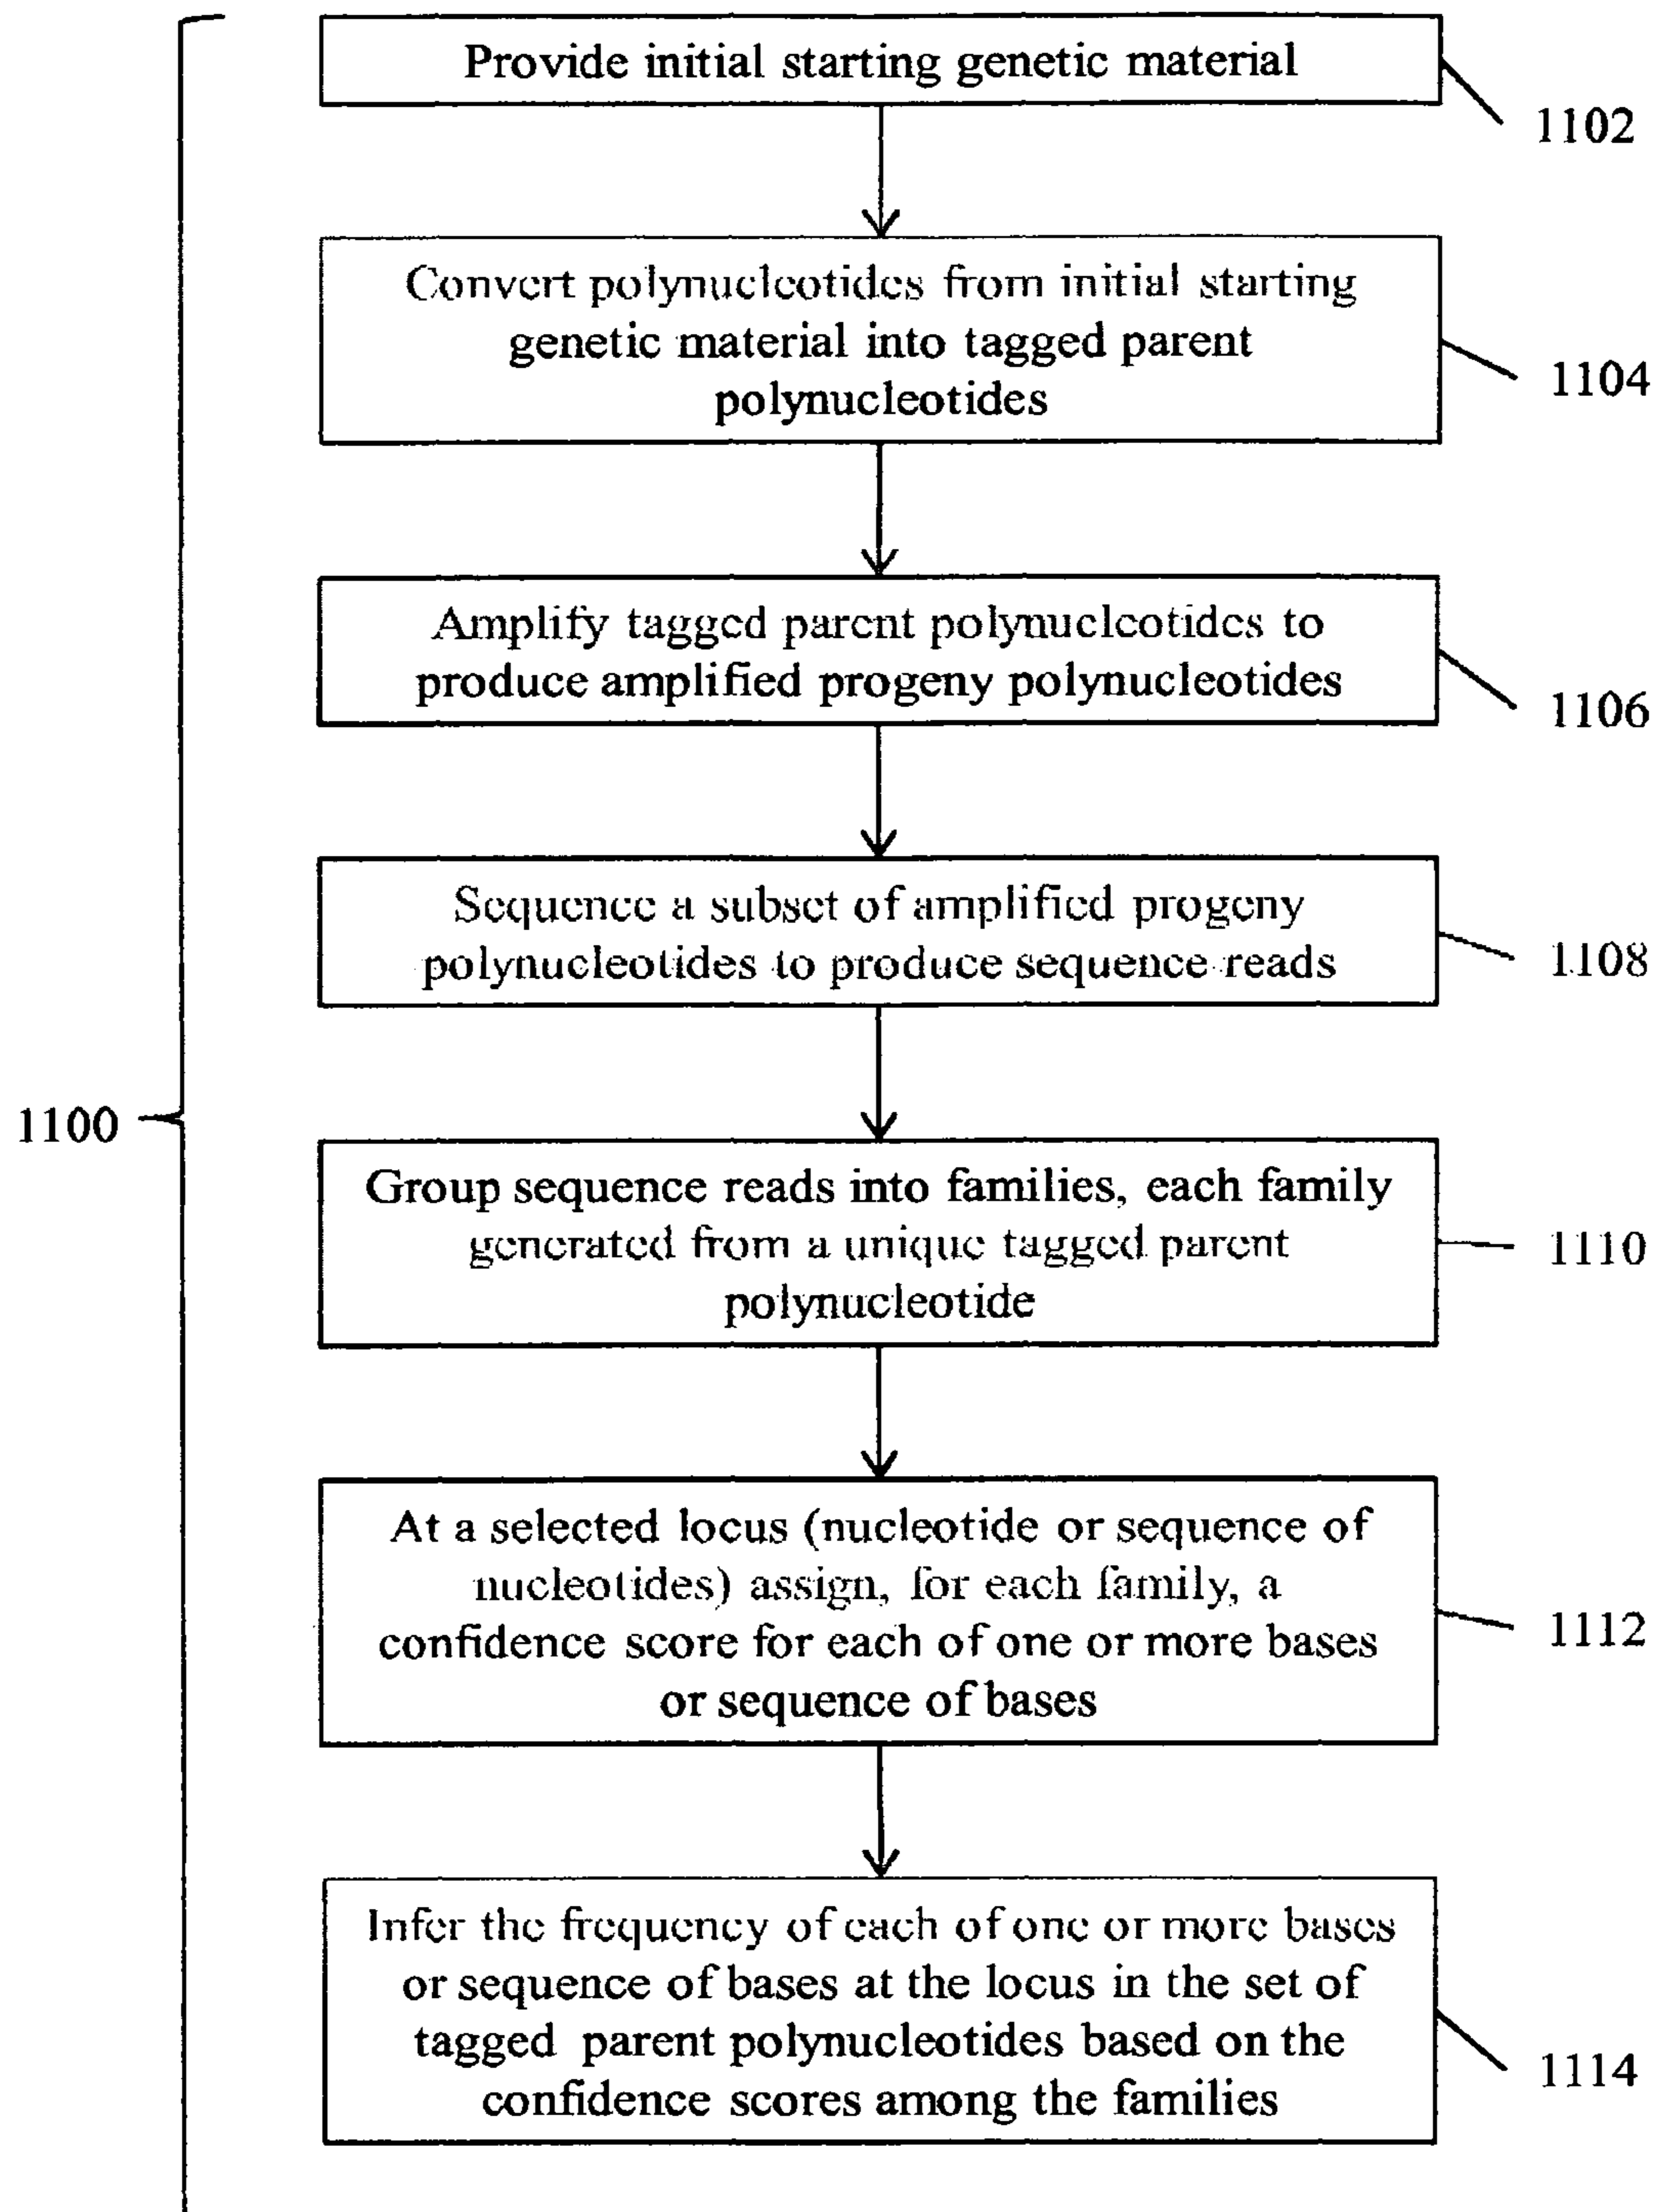 Provide initial starting genetic material
1102
Convert polynucleotides from initial starting
genetic material into tagged parent
polynucleotides
1104
Amplify tagged parent polynucleotides to
produce amplified progeny polynucleotides
1106
Sequence a subset of amplified progeny
polynucleotides to produce sequence reads
1108
1100
Group sequence reads into families, each family
generated from a unique tagged parent
polynucleotide
1110
At a selected locus (nucleotide or sequence of
nucleotides) assign, for each family, a
confidence score for each of one or more bases
or sequence of bases
1112
Infer the frequency of each of one or more bases
or sequence of bases at the locus in the set of
tagged parent polynucleotides based on the
confidence scores among the families
1114